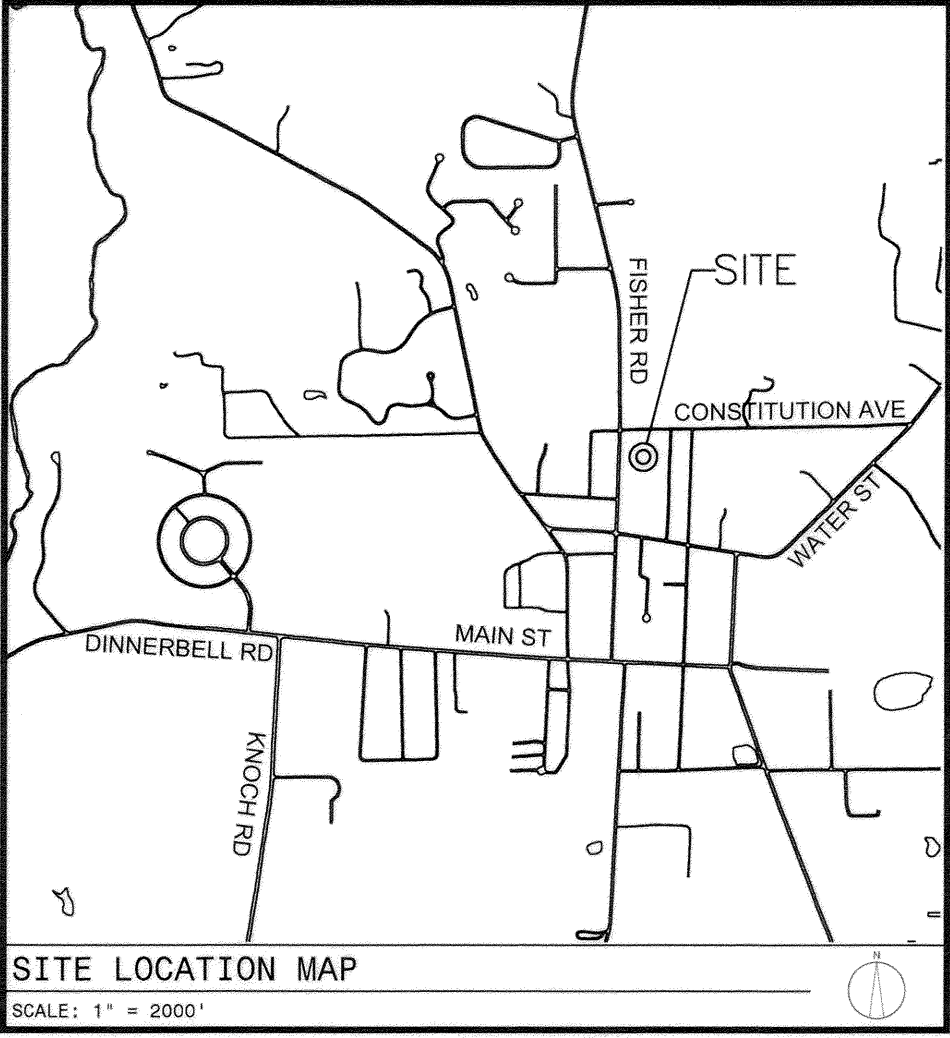 SITE
FISHER RD
CONSTITUTION AVE
WATER ST
MAIN ST
DINNERBELL RD
KNOCH RD
SITE LOCATION MAP
SCALE: 1" = 2000'
N